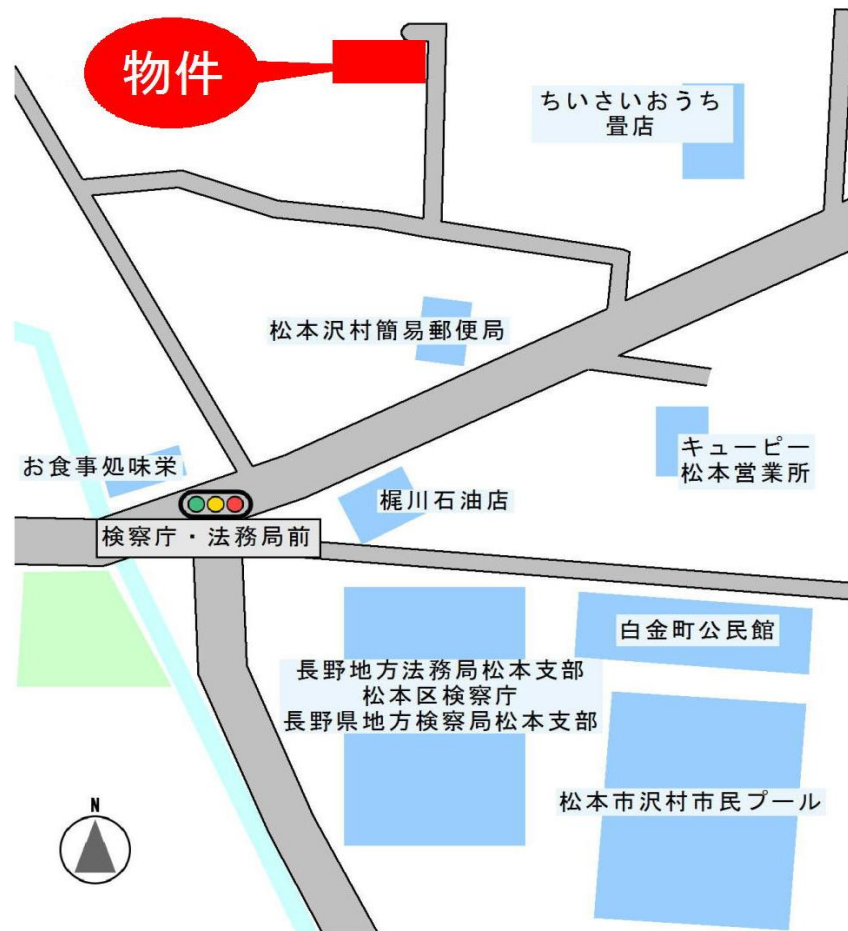 物件
ちいさいおうち
畳店
松本沢村簡易郵便局
キューピー
松本営業所
お食事処味栄
梶川石油店
検察庁・法務局前
白金町公民館
長野地方法務局松本支部
松本区検察庁
長野県地方検察局松本支部
松本市沢村市民プール
N